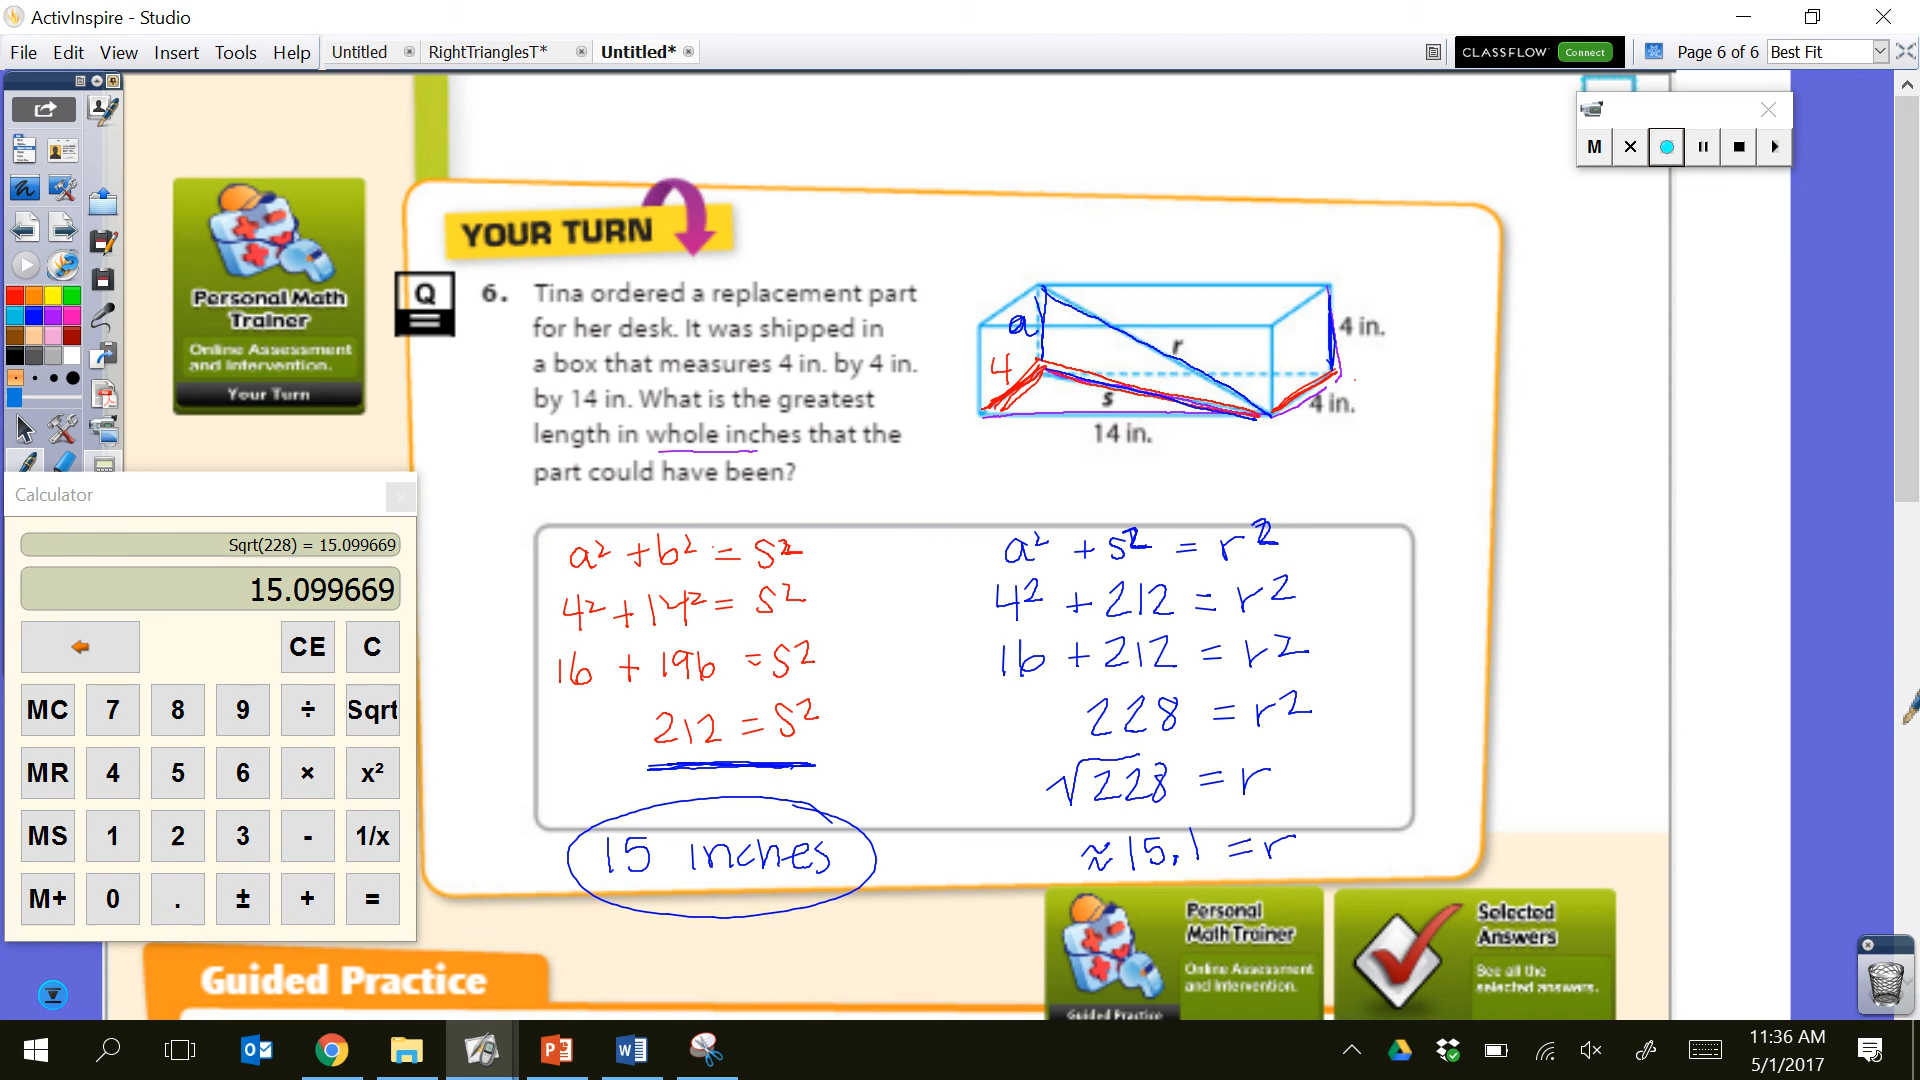 ActivInspire - Studio
File Edit View Insert Tools Help
Untitled RightTrianglesT* Untitled*
CLASSFLOW Connect
Page 6 of 6 Best Fit
M
Personal Math
Trainer
Online Assessment
and Intervention.
Your Turn
YOUR TURN
Q
6. Tina ordered a replacement part
for her desk. It was shipped in
a box that measures 4 in. by 4 in.
by 14 in. What is the greatest
length in whole inches that the
part could have been?
a
4
r
s
4 in.
4 in.
14 in.
a² + b² = s²
4² + 14² = s²
16 + 196 = s²
212 = s²
15 inches
a² + s² = r²
4² + 212 = r²
16 + 212 = r²
228 = r²
√228 = r
≈ 15.1 = r
Calculator
Sqrt(228) = 15.099669
15.099669
CE C
MC 7 8 9 ÷ Sqrt
MR 4 5 6 × x²
MS 1 2 3 - 1/x
M+ 0 . ± + =
Guided Practice
Personal
Math Trainer
Online Assessment
and Intervention.
Guided Practice
Selected
Answers
See all the
selected answers.
11:36 AM
5/1/2017